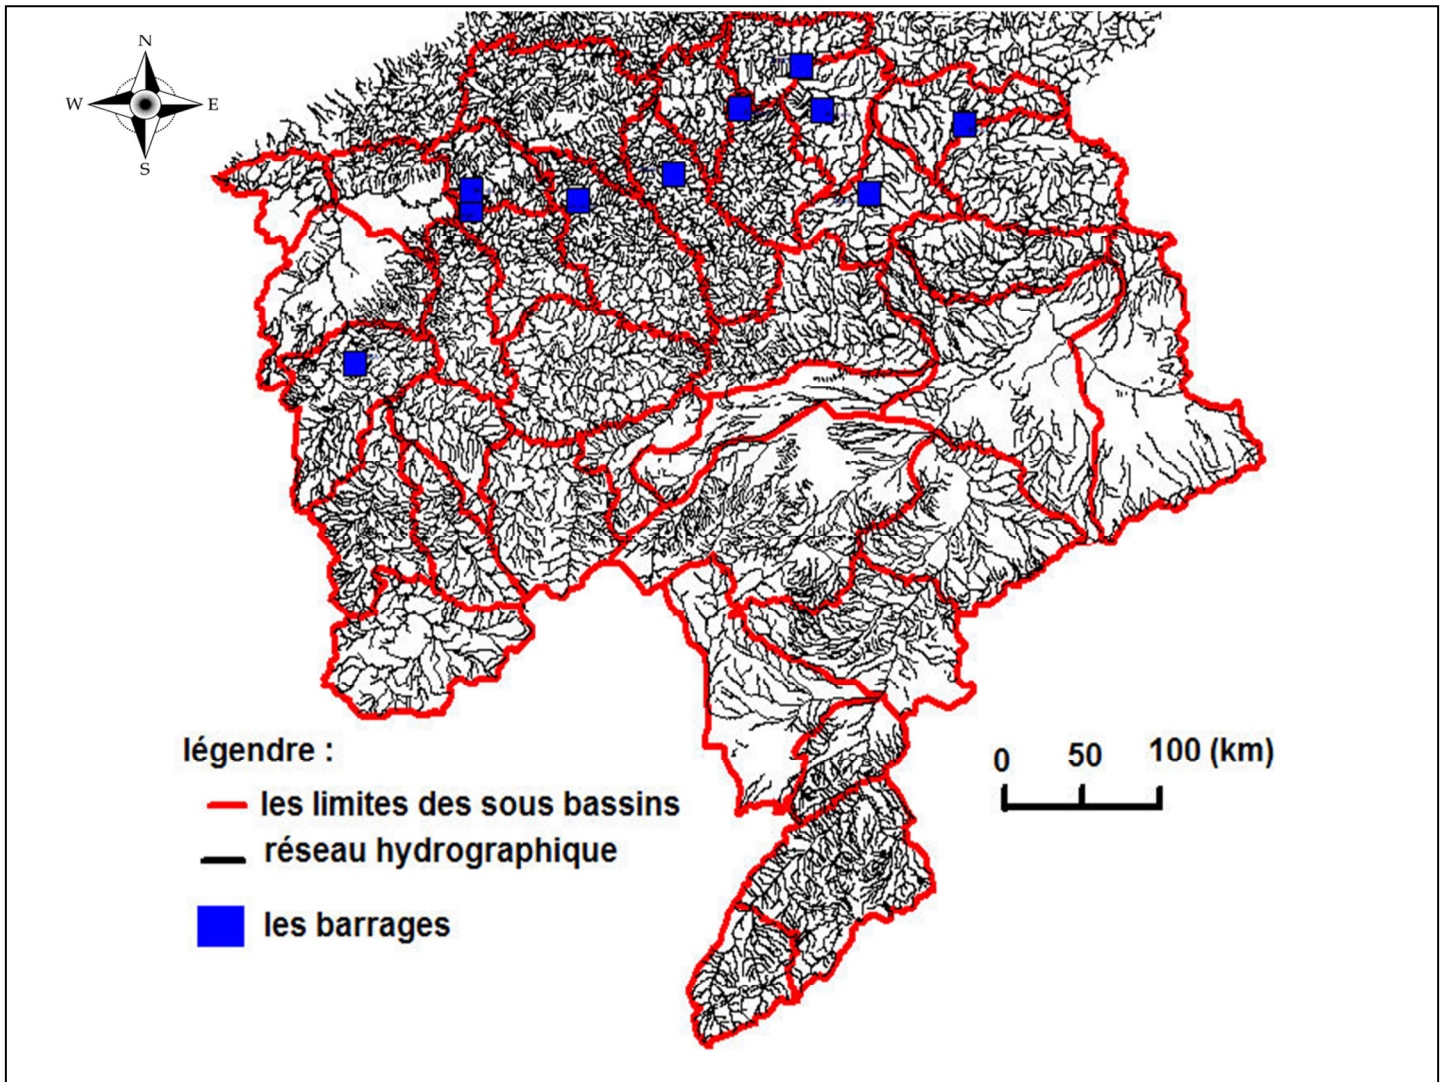 N
W E
S
légendre :
les limites des sous bassins
réseau hydrographique
les barrages
0 50 100 (km)